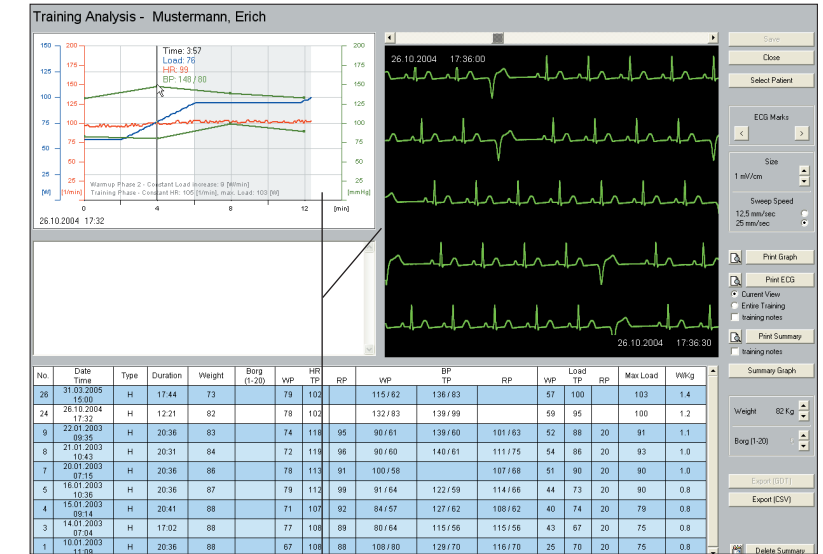 Training Analysis - Mustermann, Erich
150 200 200
125 175 175
100 150 150
125 125
75 100 100
50 75 75
50 50
25 25 25
[W] [1/min] [mmHg]
Time: 3:57
Load: 76
HR: 99
BP: 148 / 80
Warmup Phase 2 - Constant Load increase: 9 [W/min]
Training Phase - Constant HR: 105 [1/min], max. Load: 103 [W]
0 4 8 12 [min]
26.10.2004 17:32
26.10.2004 17:36:00
26.10.2004 17:36:30
Save
Close
Select Patient
ECG Marks
< >
Size
1 mV/cm
Sweep Speed
12,5 mm/sec
25 mm/sec
Print Graph
Print ECG
Current View
Entire Training
training notes
Print Summary
training notes
Summary Graph
Weight 82 Kg
Borg (1-20)
Export (GDT)
Export (CSV)
Delete Summary
No. Date Time Type Duration Weight Borg (1-20) HR WP TP RP BP WP TP RP Load WP TP RP Max Load W/Kg
26 31.03.2005 15:00 H 17:44 73 79 102 115 / 62 136 / 83 57 100 103 1.4
24 26.10.2004 17:32 H 12:21 82 78 102 132 / 83 139 / 99 59 95 100 1.2
9 22.01.2003 09:35 H 20:36 83 74 118 95 90 / 61 139 / 60 101 / 63 52 88 20 91 1.1
8 21.01.2003 10:43 H 20:31 84 72 119 96 90 / 60 140 / 61 111 / 75 54 86 20 93 1.0
7 20.01.2003 07:15 H 20:36 86 78 113 91 100 / 58 107 / 68 51 90 20 90 1.0
5 16.01.2003 10:36 H 20:36 87 79 112 99 91 / 64 122 / 59 114 / 66 44 73 20 90 0.8
4 15.01.2003 09:14 H 20:41 88 71 107 92 84 / 57 127 / 62 108 / 62 40 74 20 79 0.8
3 14.01.2003 07:04 H 17:02 88 77 108 89 80 / 64 115 / 56 115 / 56 43 67 20 75 0.8
1 10.01.2003 11:09 H 20:36 88 67 108 88 108 / 80 129 / 70 116 / 70 25 70 20 75 0.8